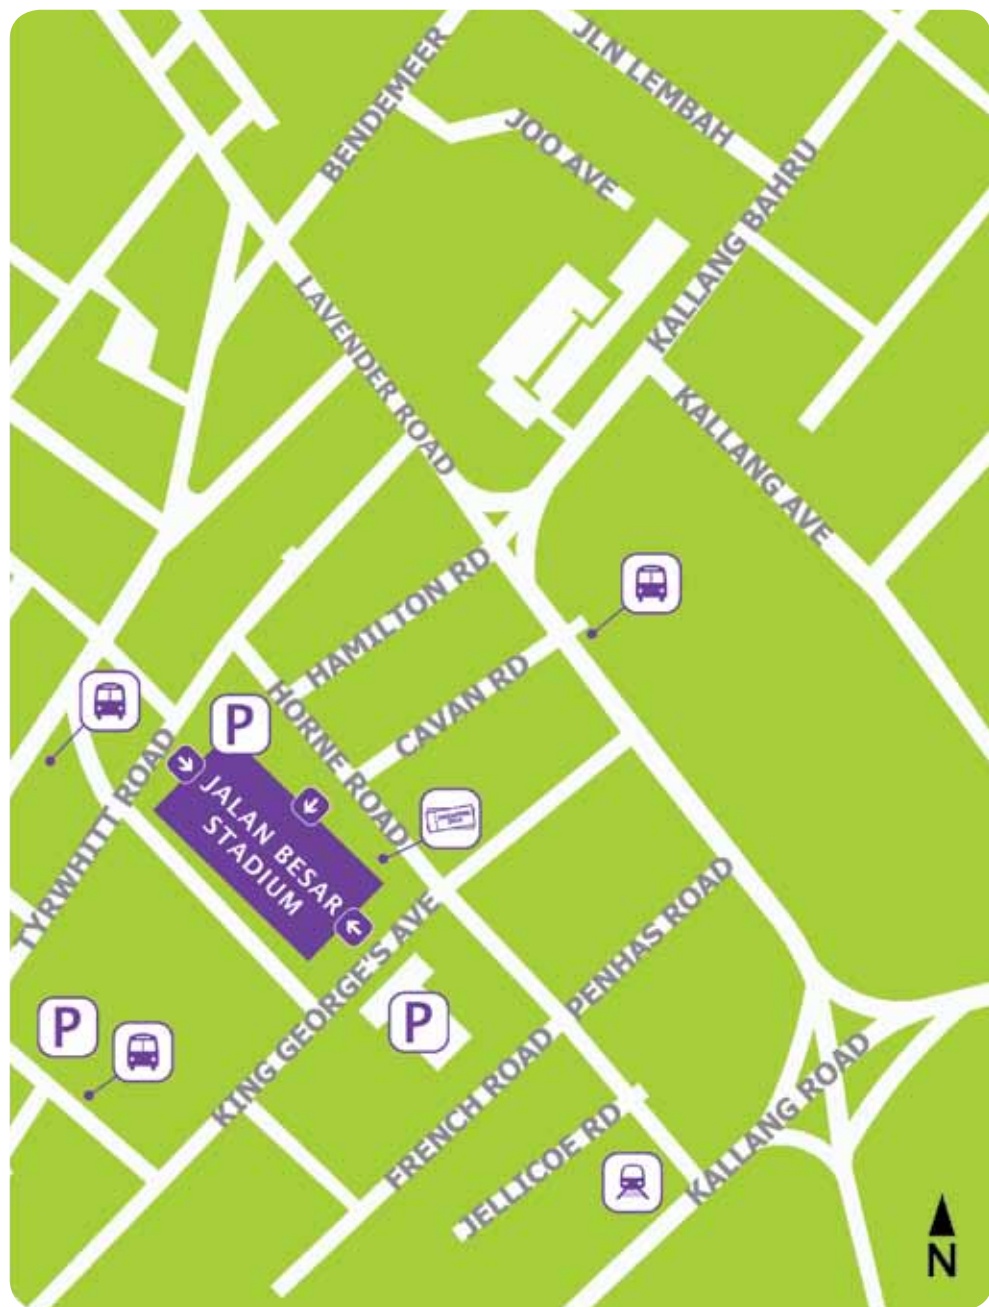 JLN LEMBAH
BENDEMEER
JOO AVE
KALLANG BAHRU
LAVENDER ROAD
KALLANG AVE
HAMILTON RD
CAVAN RD
HORNE ROAD
P
TYRWHITT ROAD
JALAN BESAR
STADIUM
PENHAS ROAD
KING GEORGE'S AVE
P
P
FRENCH ROAD
KALLANG ROAD
JELLICOE RD
N